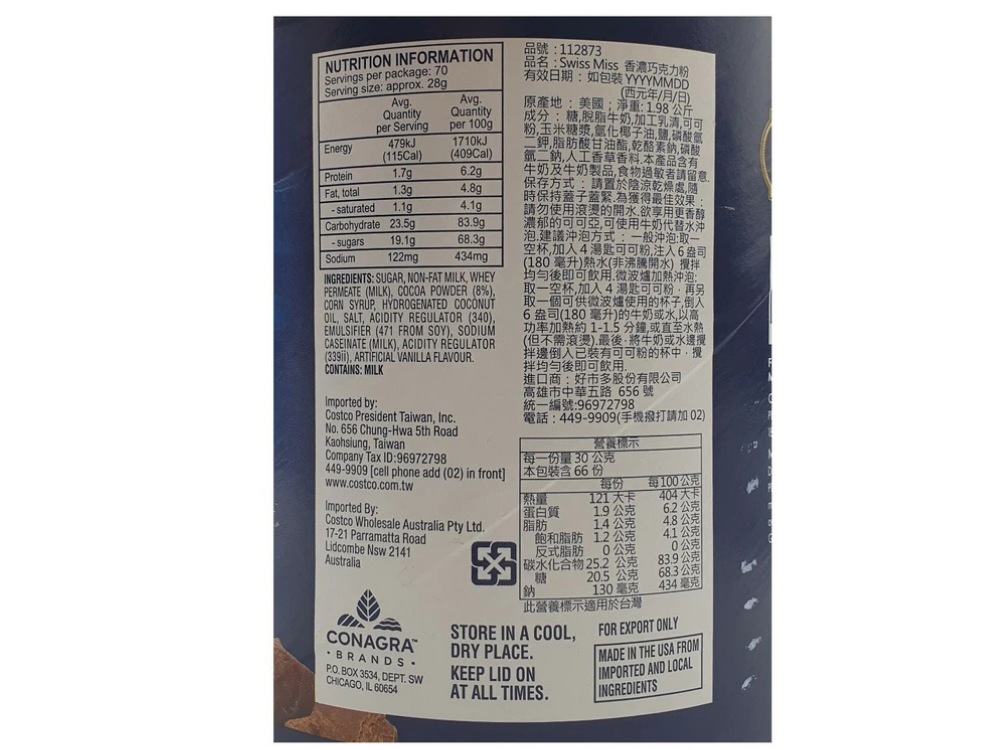 NUTRITION INFORMATION
Servings per package: 70
Serving size: approx. 28g
Avg. Quantity per Serving Avg. Quantity per 100g
Energy 479kJ (115Cal) 1710kJ (409Cal)
Protein 1.7g 6.2g
Fat, total 1.3g 4.8g
- saturated 1.1g 4.1g
Carbohydrate 23.5g 83.9g
- sugars 19.1g 68.3g
Sodium 122mg 434mg
INGREDIENTS: SUGAR, NON-FAT MILK, WHEY
PERMEATE (MILK), COCOA POWDER (8%),
CORN SYRUP, HYDROGENATED COCONUT
OIL, SALT, ACIDITY REGULATOR (340),
EMULSIFIER (471 FROM SOY), SODIUM
CASEINATE (MILK), ACIDITY REGULATOR
(339ii), ARTIFICIAL VANILLA FLAVOUR.
CONTAINS: MILK
Imported by:
Costco President Taiwan, Inc.
No. 656 Chung-Hwa 5th Road
Kaohsiung, Taiwan
Company Tax ID:96972798
449-9909 [cell phone add (02) in front]
www.costco.com.tw
Imported By:
Costco Wholesale Australia Pty Ltd.
17-21 Parramatta Road
Lidcombe Nsw 2141
Australia
CONAGRA™
• BRANDS •
P.O. BOX 3534, DEPT. SW
CHICAGO, IL 60654
品號:112873
品名:Swiss Miss 香濃巧克力粉
有效日期:如包裝 YYYYMMDD
(西元年/月/日)
原產地:美國;淨重:1.98 公斤
成分:糖,脫脂牛奶,加工乳清,可可
粉,玉米糖漿,氫化椰子油,鹽,磷酸氫
二鉀,脂肪酸甘油酯,乾酪素鈉,磷酸
氫二鈉,人工香草香料.本產品含有
牛奶及牛奶製品,食物過敏者請留意.
保存方式:請置於陰涼乾燥處,隨
時保持蓋子蓋緊.為獲得最佳效果:
請勿使用滾燙的開水.欲享用更香醇
濃郁的可可亞,可使用牛奶代替水沖
泡.建議沖泡方式:一般沖泡:取一
空杯,加入 4 湯匙可可粉,注入 6 盎司
(180 毫升)熱水(非沸騰開水) 攪拌
均勻後即可飲用.微波爐加熱沖泡:
取一空杯,加入 4 湯匙可可粉.再另
取一個可供微波爐使用的杯子,倒入
6 盎司(180 毫升)的牛奶或水,以高
功率加熱約 1-1.5 分鐘,或直至水熱
(但不需滾燙).最後.將牛奶或水邊攪
拌邊倒入已裝有可可粉的杯中.攪
拌均勻後即可飲用.
進口商:好市多股份有限公司
高雄市中華五路 656 號
統一編號:96972798
電話:449-9909(手機撥打請加 02)
營養標示
每一份量 30 公克
本包裝含 66 份
每份 每 100 公克
熱量 121 大卡 404 大卡
蛋白質 1.9 公克 6.2 公克
脂肪 1.4 公克 4.8 公克
飽和脂肪 1.2 公克 4.1 公克
反式脂肪 0 公克 0 公克
碳水化合物 25.2 公克 83.9 公克
糖 20.5 公克 68.3 公克
鈉 130 毫克 434 毫克
此營養標示適用於台灣
STORE IN A COOL,
DRY PLACE.
KEEP LID ON
AT ALL TIMES.
FOR EXPORT ONLY
MADE IN THE USA FROM
IMPORTED AND LOCAL
INGREDIENTS